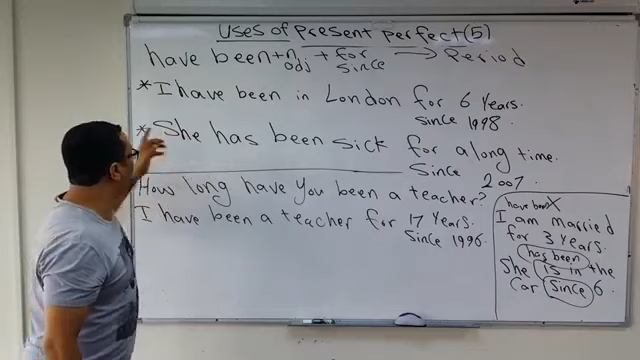 Uses of present perfect (5)
have been + n + for → Period
adj since
* I have been in London for 6 Years.
since 1998.
* She has been sick for a long time.
Since 2007.
How long have You been a teacher?
I have been a teacher for 17 Years.
Since 1996.
have been X
I am married
for 3 Years.
has been
She is in the
car Since 6.